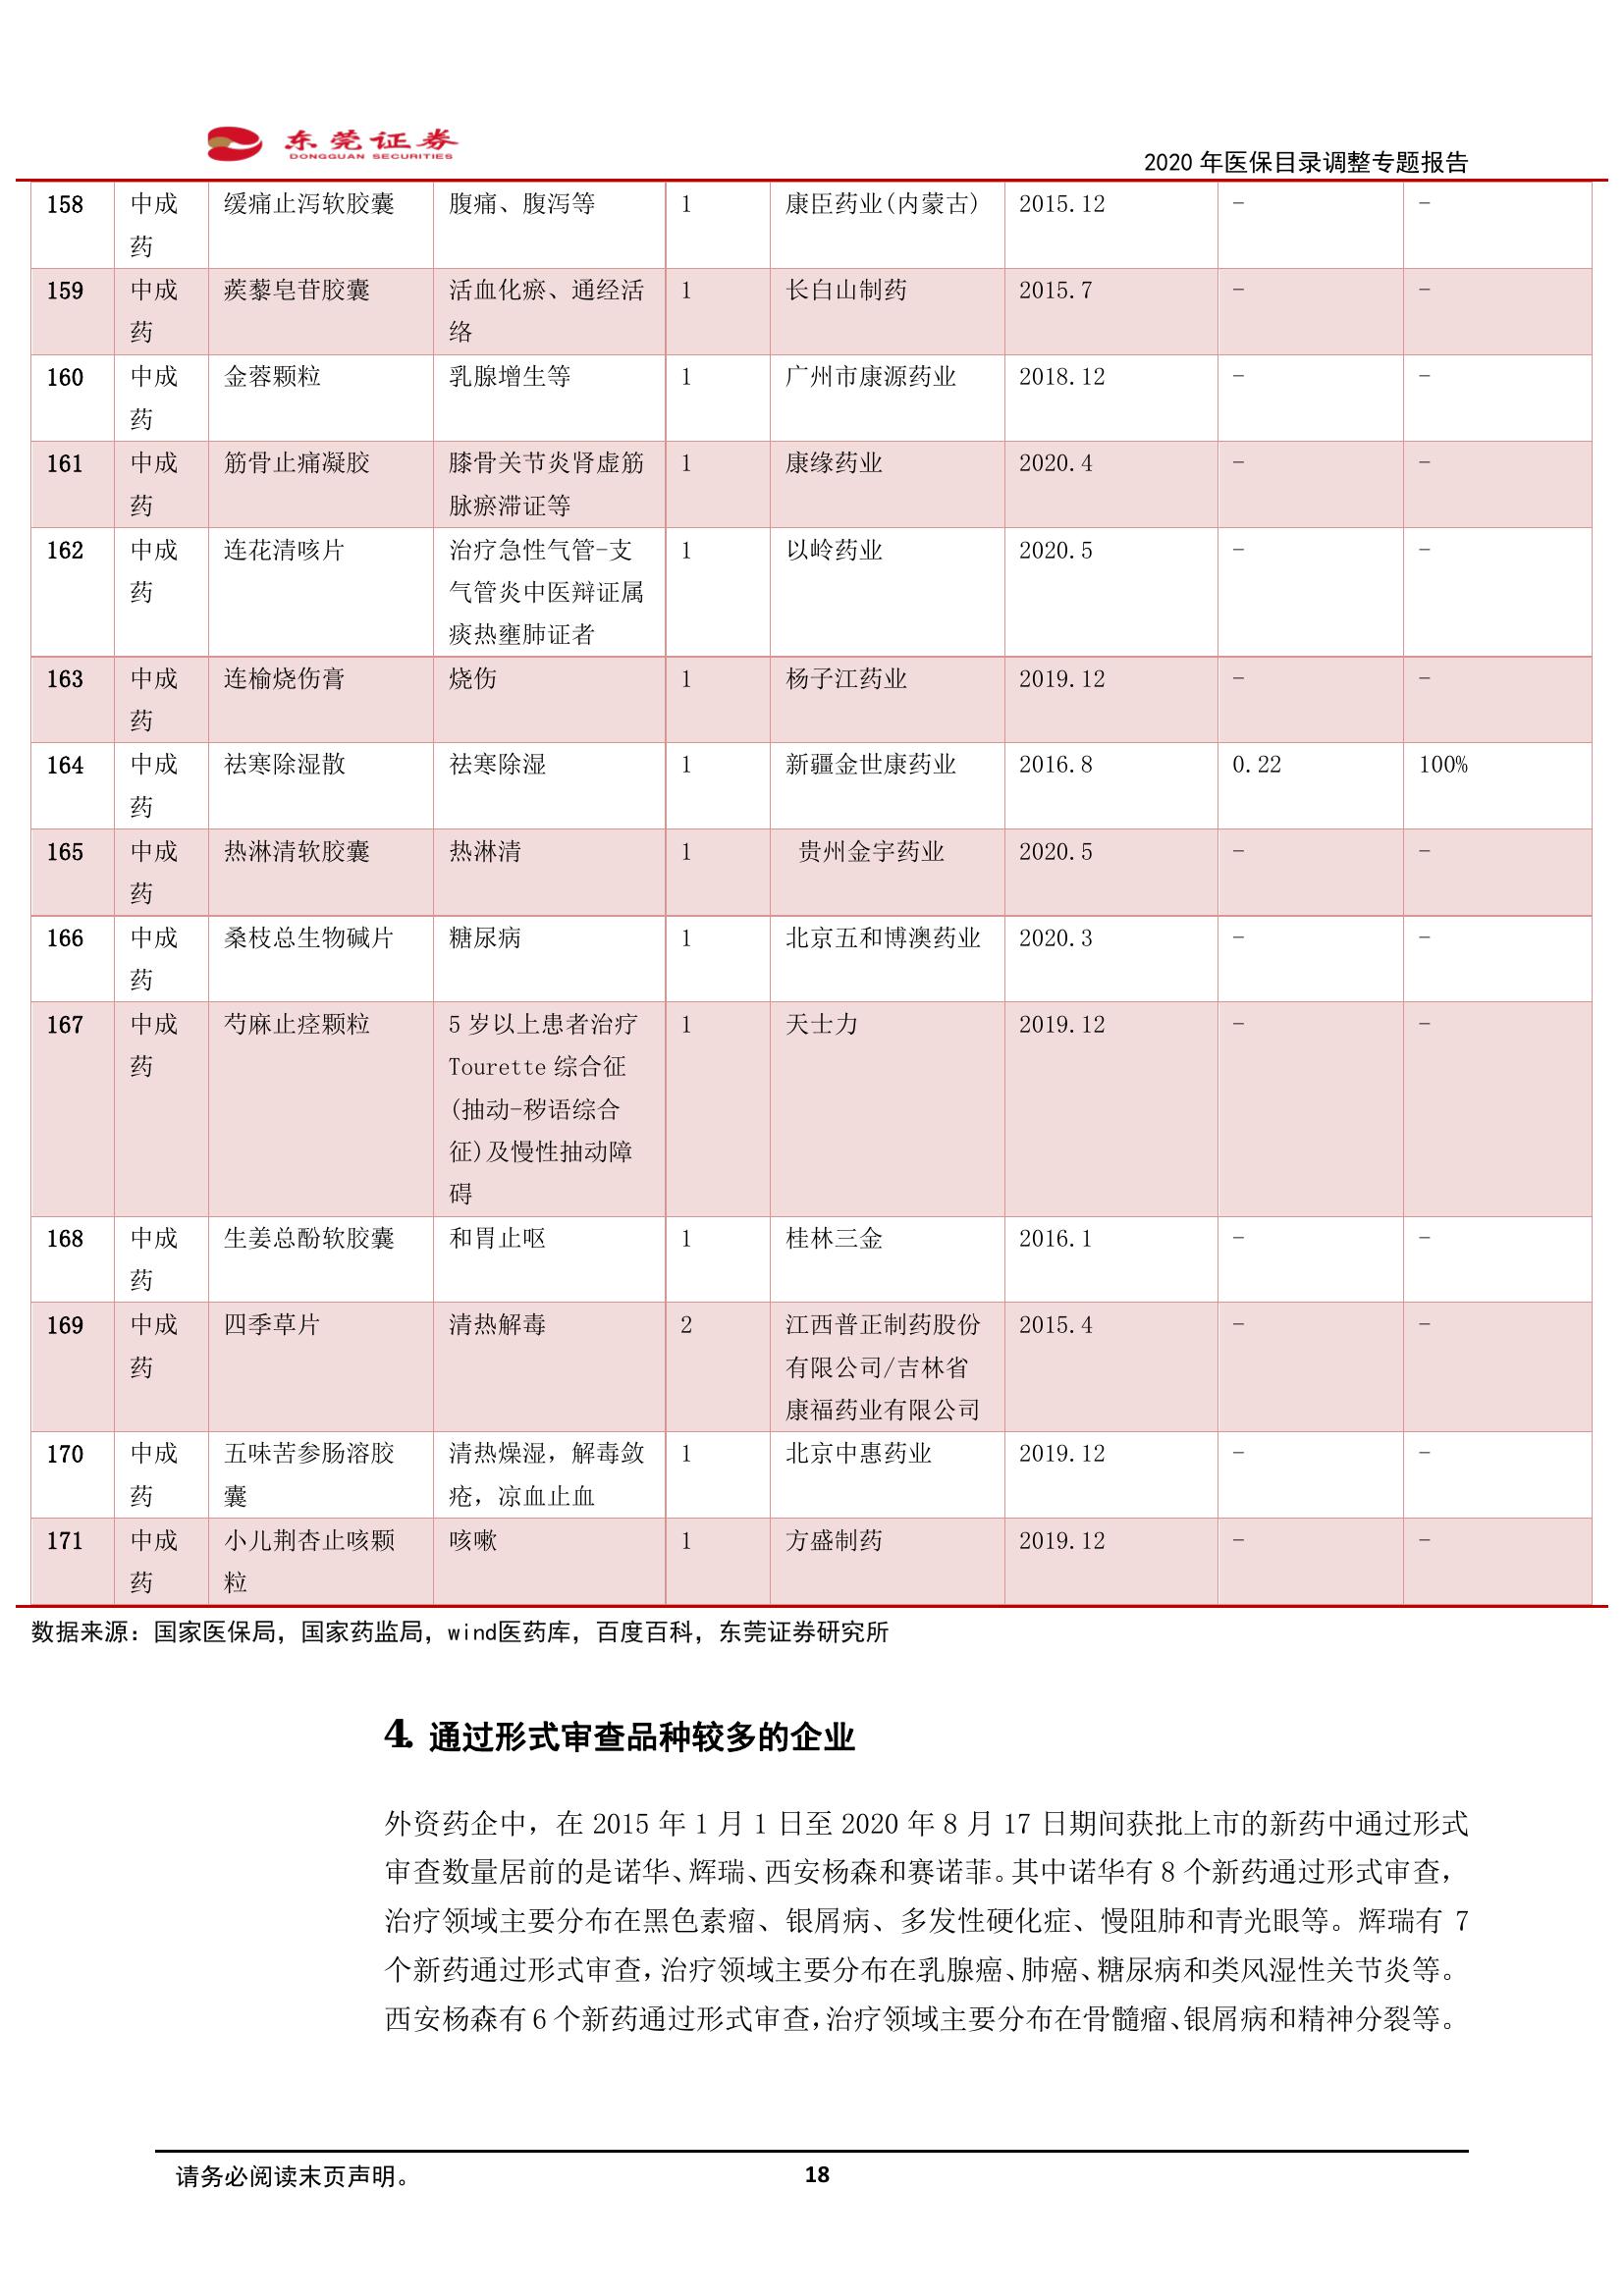 东莞证券
DONGGUAN SECURITIES
2020 年医保目录调整专题报告
158 中成 缓痛止泻软胶囊 腹痛、腹泻等 1 康臣药业(内蒙古) 2015.12 - -
药
159 中成 蒺藜皂苷胶囊 活血化瘀、通经活 1 长白山制药 2015.7 - -
药 络
160 中成 金蓉颗粒 乳腺增生等 1 广州市康源药业 2018.12 - -
药
161 中成 筋骨止痛凝胶 膝骨关节炎肾虚筋 1 康缘药业 2020.4 - -
药 脉瘀滞证等
162 中成 连花清咳片 治疗急性气管-支 1 以岭药业 2020.5 - -
药 气管炎中医辩证属
痰热壅肺证者
163 中成 连榆烧伤膏 烧伤 1 杨子江药业 2019.12 - -
药
164 中成 祛寒除湿散 祛寒除湿 1 新疆金世康药业 2016.8 0.22 100%
药
165 中成 热淋清软胶囊 热淋清 1 贵州金宇药业 2020.5 - -
药
166 中成 桑枝总生物碱片 糖尿病 1 北京五和博澳药业 2020.3 - -
药
167 中成 芍麻止痉颗粒 5 岁以上患者治疗 1 天士力 2019.12 - -
药 Tourette 综合征
(抽动-秽语综合
征)及慢性抽动障
碍
168 中成 生姜总酚软胶囊 和胃止呕 1 桂林三金 2016.1 - -
药
169 中成 四季草片 清热解毒 2 江西普正制药股份 2015.4 - -
药 有限公司/吉林省
康福药业有限公司
170 中成 五味苦参肠溶胶 清热燥湿，解毒敛 1 北京中惠药业 2019.12 - -
药 囊 疮，凉血止血
171 中成 小儿荆杏止咳颗 咳嗽 1 方盛制药 2019.12 - -
药 粒
数据来源：国家医保局，国家药监局，wind医药库，百度百科，东莞证券研究所
4. 通过形式审查品种较多的企业
外资药企中，在 2015 年 1 月 1 日至 2020 年 8 月 17 日期间获批上市的新药中通过形式
审查数量居前的是诺华、辉瑞、西安杨森和赛诺菲。其中诺华有 8 个新药通过形式审查，
治疗领域主要分布在黑色素瘤、银屑病、多发性硬化症、慢阻肺和青光眼等。辉瑞有 7
个新药通过形式审查，治疗领域主要分布在乳腺癌、肺癌、糖尿病和类风湿性关节炎等。
西安杨森有 6 个新药通过形式审查，治疗领域主要分布在骨髓瘤、银屑病和精神分裂等。
请务必阅读末页声明。
18